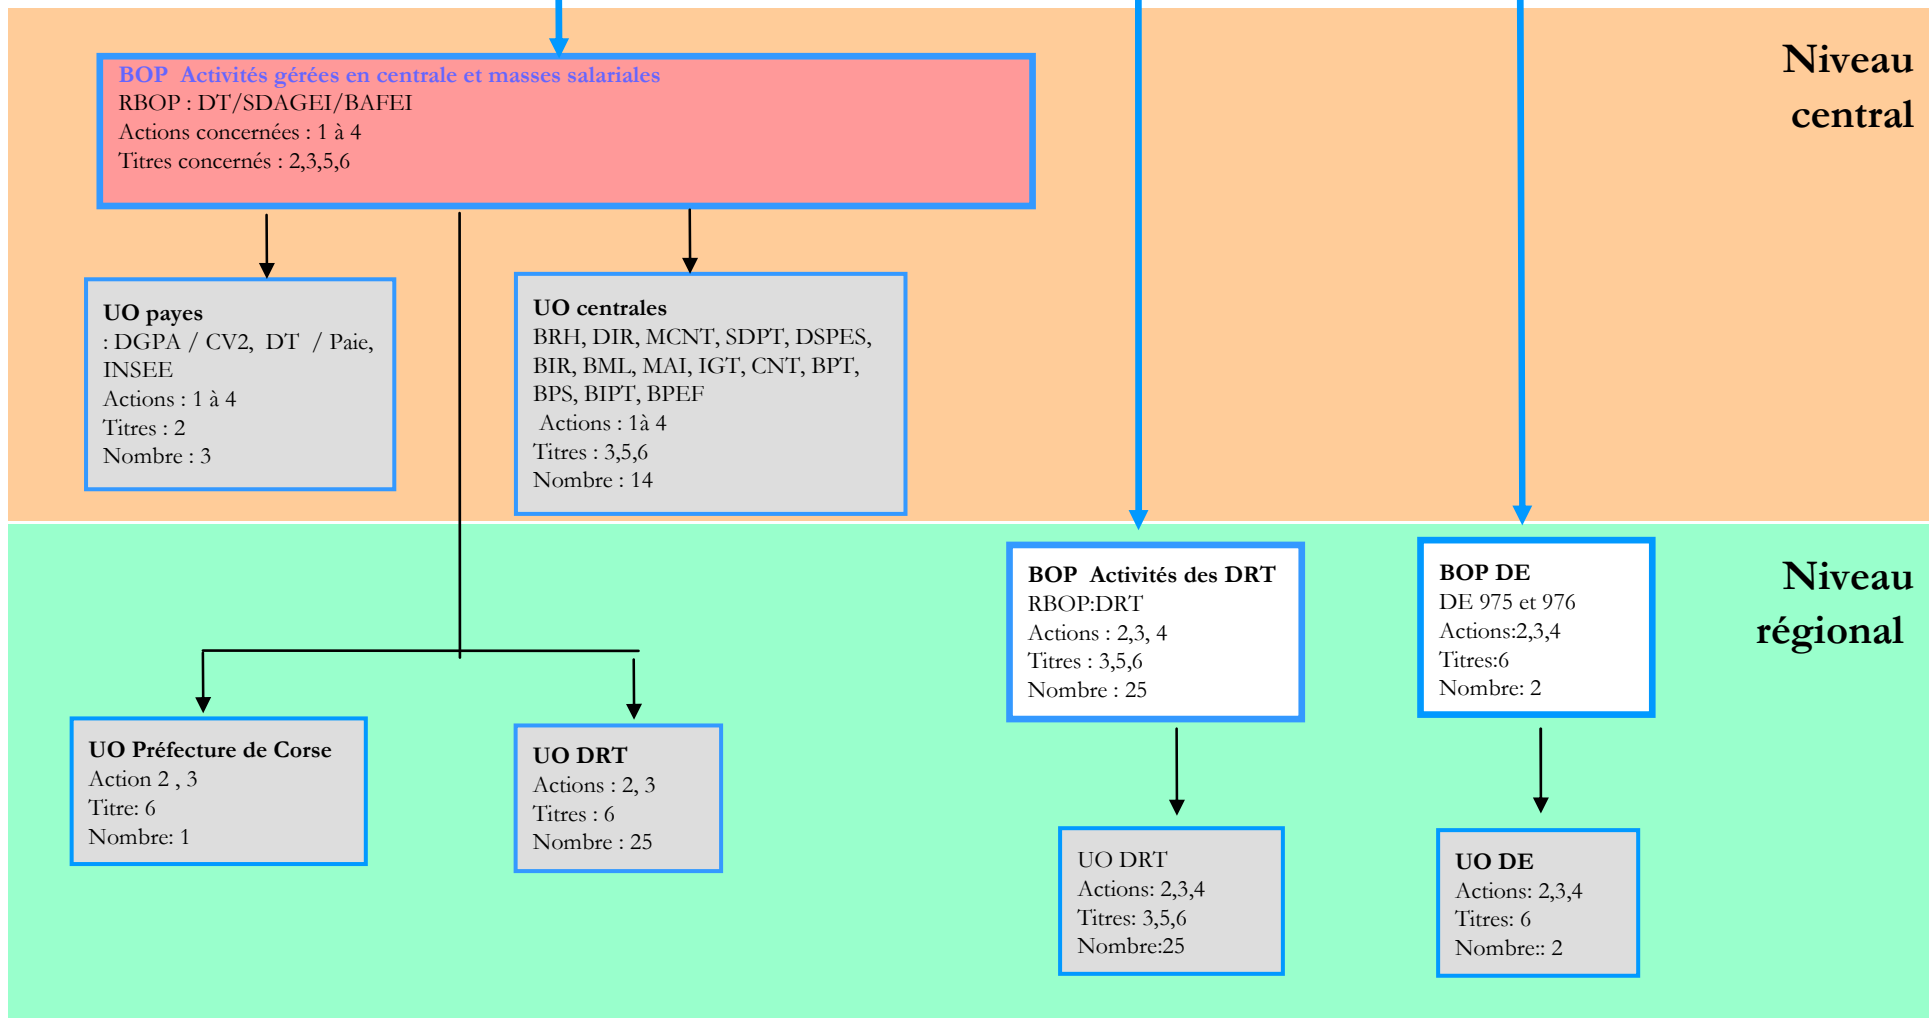 Niveau
central
BOP Activités gérées en centrale et masses salariales
RBOP : DT/SDAGEI/BAFEI
Actions concernées : 1 à 4
Titres concernés : 2,3,5,6
UO payes
: DGPA / CV2, DT / Paie,
INSEE
Actions : 1 à 4
Titres : 2
Nombre : 3
UO centrales
BRH, DIR, MCNT, SDPT, DSPES,
BIR, BML, MAI, IGT, CNT, BPT,
BPS, BIPT, BPEF
Actions : 1à 4
Titres : 3,5,6
Nombre : 14
Niveau
régional
BOP Activités des DRT
RBOP:DRT
Actions : 2,3, 4
Titres : 3,5,6
Nombre : 25
BOP DE
DE 975 et 976
Actions:2,3,4
Titres:6
Nombre: 2
UO Préfecture de Corse
Action 2 , 3
Titre: 6
Nombre: 1
UO DRT
Actions : 2, 3
Titres : 6
Nombre : 25
UO DRT
Actions: 2,3,4
Titres: 3,5,6
Nombre:25
UO DE
Actions: 2,3,4
Titres: 6
Nombre:: 2